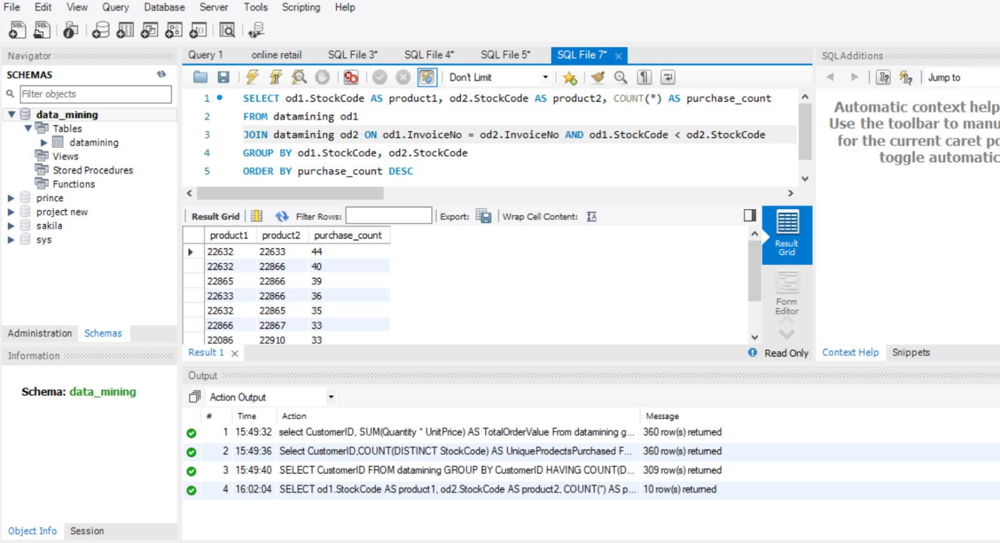 File Edit View Query Database Server Tools Scripting Help
Navigator
SCHEMAS
Filter objects
data_mining
Tables
datamining
Views
Stored Procedures
Functions
prince
project new
sakila
sys
Administration Schemas
Information
Schema: data_mining
Object Info Session
Query 1 online retail SQL File 3* SQL File 4* SQL File 5* SQL File 7*
Don't Limit
1 SELECT od1.StockCode AS product1, od2.StockCode AS product2, COUNT(*) AS purchase_count
2 FROM datamining od1
3 JOIN datamining od2 ON od1.InvoiceNo = od2.InvoiceNo AND od1.StockCode < od2.StockCode
4 GROUP BY od1.StockCode, od2.StockCode
5 ORDER BY purchase_count DESC
Result Grid Filter Rows: Export: Wrap Cell Content: IA
product1 product2 purchase_count
22632 22633 44
22632 22866 40
22865 22866 39
22633 22866 36
22632 22865 35
22866 22867 33
22086 22910 33
Result Grid
Form Editor
Result 1 Read Only
SQLAdditions
Jump to
Automatic context help
Use the toolbar to manu
for the current caret po
toggle automatic
Context Help Snippets
Output
Action Output
# Time Action Message
1 15:49:32 select CustomerID, SUM(Quantity * UnitPrice) AS TotalOrderValue From datamining g... 360 row(s) returned
2 15:49:36 Select CustomerID,COUNT(DISTINCT StockCode) AS UniqueProdectsPurchased F... 360 row(s) returned
3 15:49:40 SELECT CustomerID FROM datamining GROUP BY CustomerID HAVING COUNT(D... 309 row(s) returned
4 16:02:04 SELECT od1.StockCode AS product1, od2.StockCode AS product2, COUNT(*) AS p... 10 row(s) returned